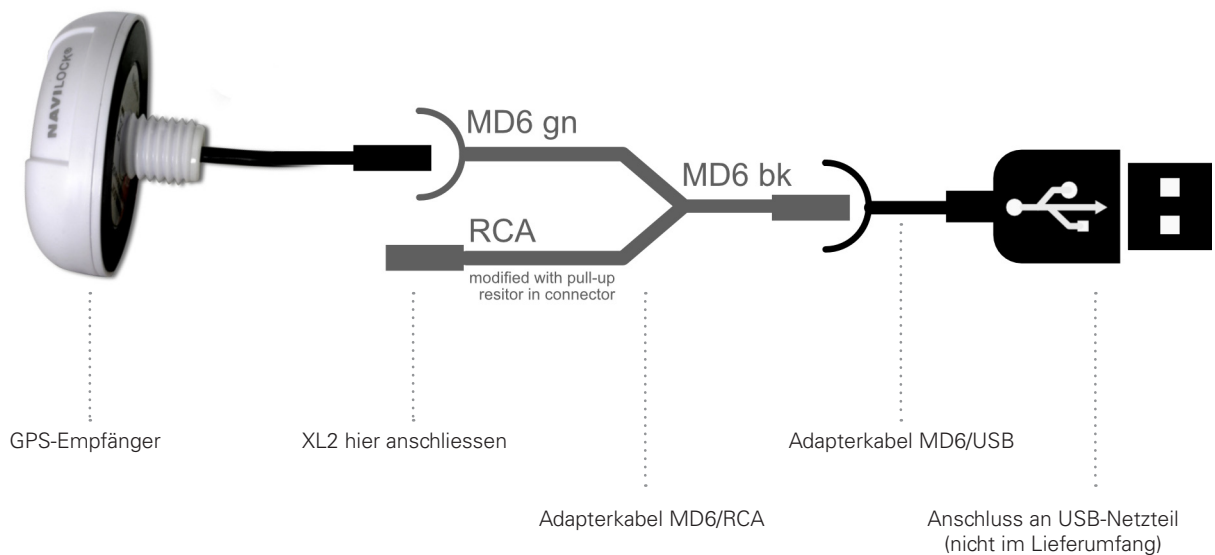 NAVILOCK®
MD6 gn
MD6 bk
RCA
modified with pull-up
resitor in connector
GPS-Empfänger
XL2 hier anschliessen
Adapterkabel MD6/USB
Adapterkabel MD6/RCA
Anschluss an USB-Netzteil
(nicht im Lieferumfang)